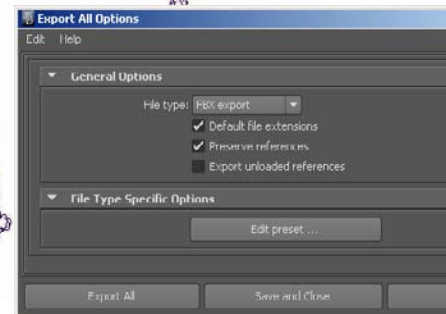 Export All Options
Edit Help
General Options
File type: FBX export
Default file extensions
Preserve references
Export unloaded references
File Type Specific Options
Edit preset ...
Export All Save and Close